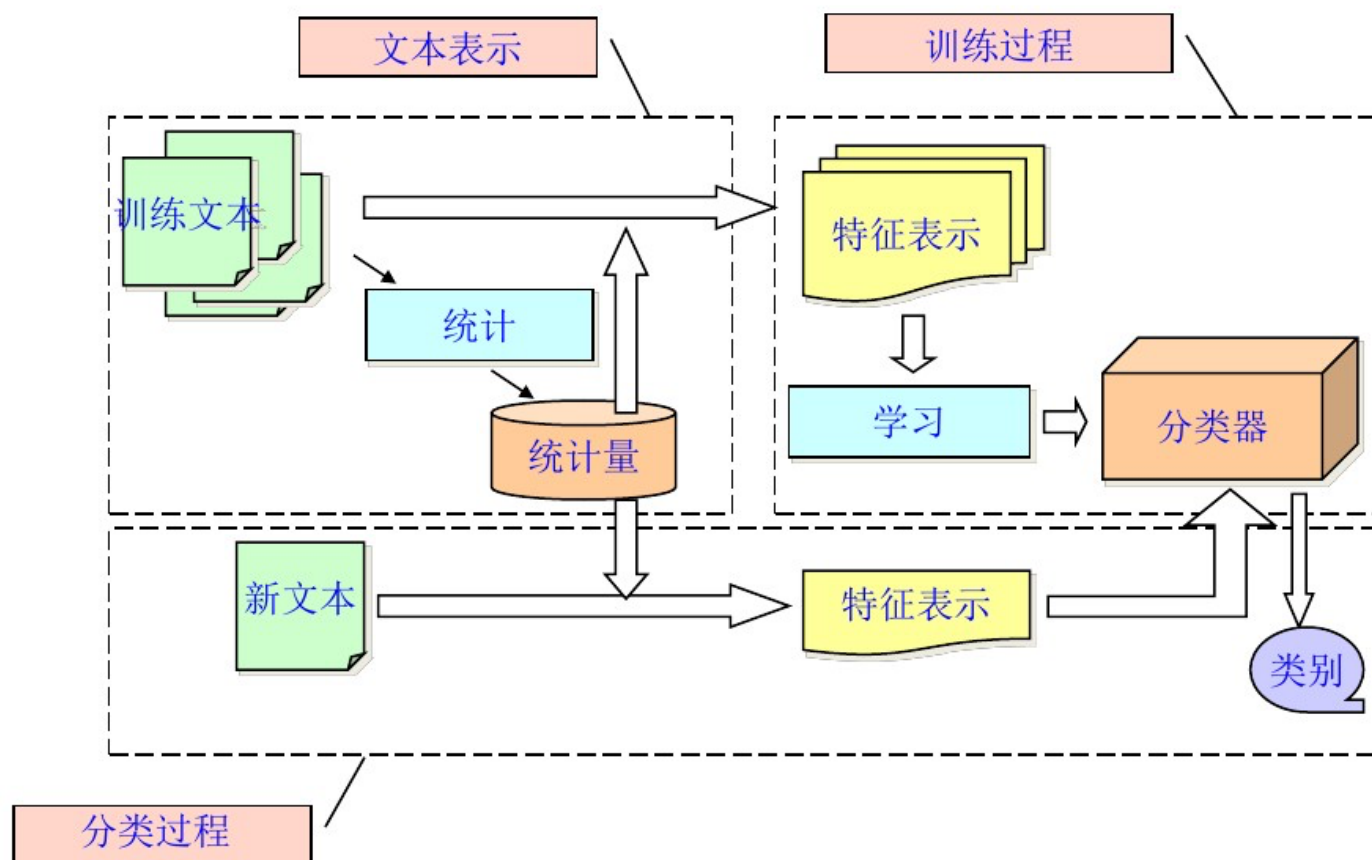 文本表示
训练过程
训练文本
特征表示
统计
学习
分类器
统计量
新文本
特征表示
类别
分类过程